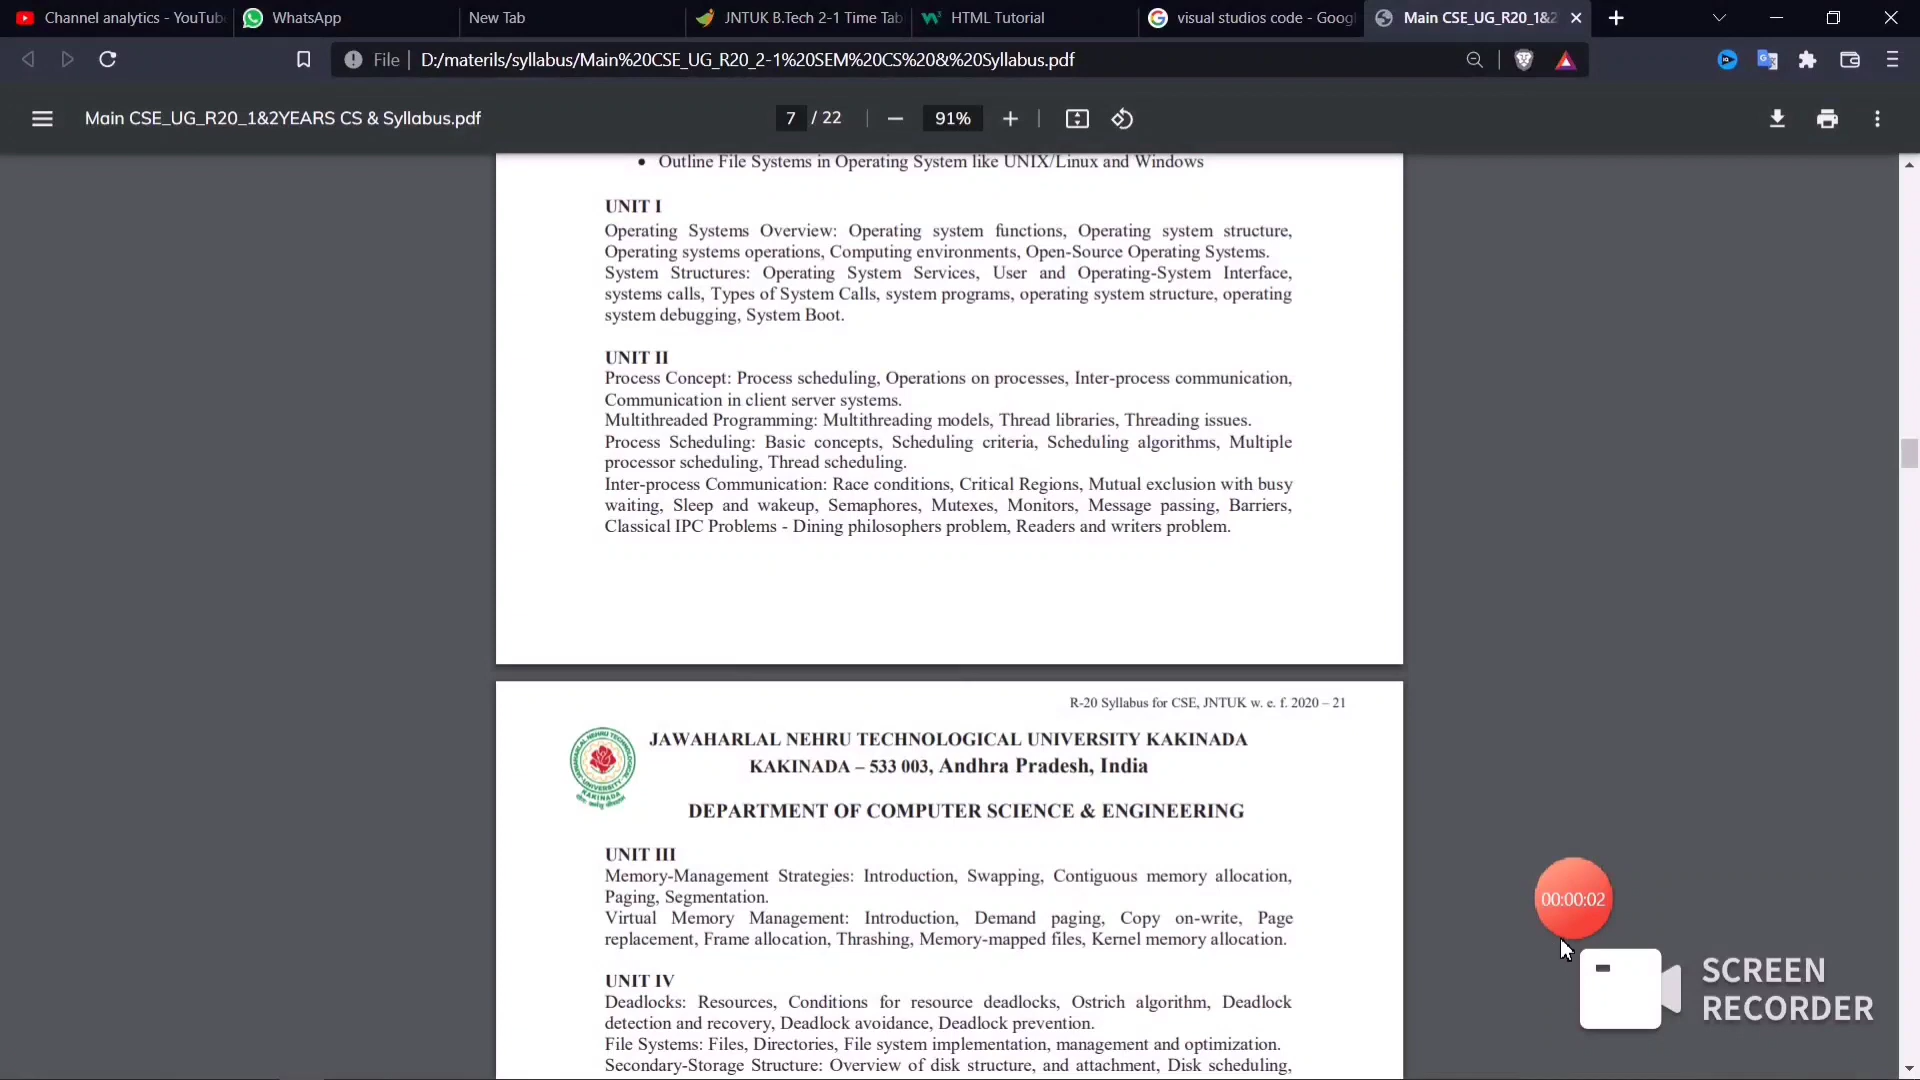 Channel analytics - YouTub
WhatsApp
New Tab
JNTUK B.Tech 2-1 Time Tab
HTML Tutorial
visual studios code - Googl
Main CSE_UG_R20_1&2
File
D:/materils/syllabus/Main%20CSE_UG_R20_2-1%20SEM%20CS%20&%20Syllabus.pdf
Main CSE_UG_R20_1&2YEARS CS & Syllabus.pdf
7 / 22
91%
• Outline File Systems in Operating System like UNIX/Linux and Windows
UNIT I
Operating Systems Overview: Operating system functions, Operating system structure,
Operating systems operations, Computing environments, Open-Source Operating Systems.
System Structures: Operating System Services, User and Operating-System Interface,
systems calls, Types of System Calls, system programs, operating system structure, operating
system debugging, System Boot.
UNIT II
Process Concept: Process scheduling, Operations on processes, Inter-process communication,
Communication in client server systems.
Multithreaded Programming: Multithreading models, Thread libraries, Threading issues.
Process Scheduling: Basic concepts, Scheduling criteria, Scheduling algorithms, Multiple
processor scheduling, Thread scheduling.
Inter-process Communication: Race conditions, Critical Regions, Mutual exclusion with busy
waiting, Sleep and wakeup, Semaphores, Mutexes, Monitors, Message passing, Barriers,
Classical IPC Problems - Dining philosophers problem, Readers and writers problem.
R-20 Syllabus for CSE, JNTUK w. e. f. 2020 – 21
JAWAHARLAL NEHRU TECHNOLOGICAL UNIVERSITY KAKINADA
KAKINADA – 533 003, Andhra Pradesh, India
DEPARTMENT OF COMPUTER SCIENCE & ENGINEERING
UNIT III
Memory-Management Strategies: Introduction, Swapping, Contiguous memory allocation,
Paging, Segmentation.
Virtual Memory Management: Introduction, Demand paging, Copy on-write, Page
replacement, Frame allocation, Thrashing, Memory-mapped files, Kernel memory allocation.
UNIT IV
Deadlocks: Resources, Conditions for resource deadlocks, Ostrich algorithm, Deadlock
detection and recovery, Deadlock avoidance, Deadlock prevention.
File Systems: Files, Directories, File system implementation, management and optimization.
Secondary-Storage Structure: Overview of disk structure, and attachment, Disk scheduling,
00:00:02
SCREEN
RECORDER